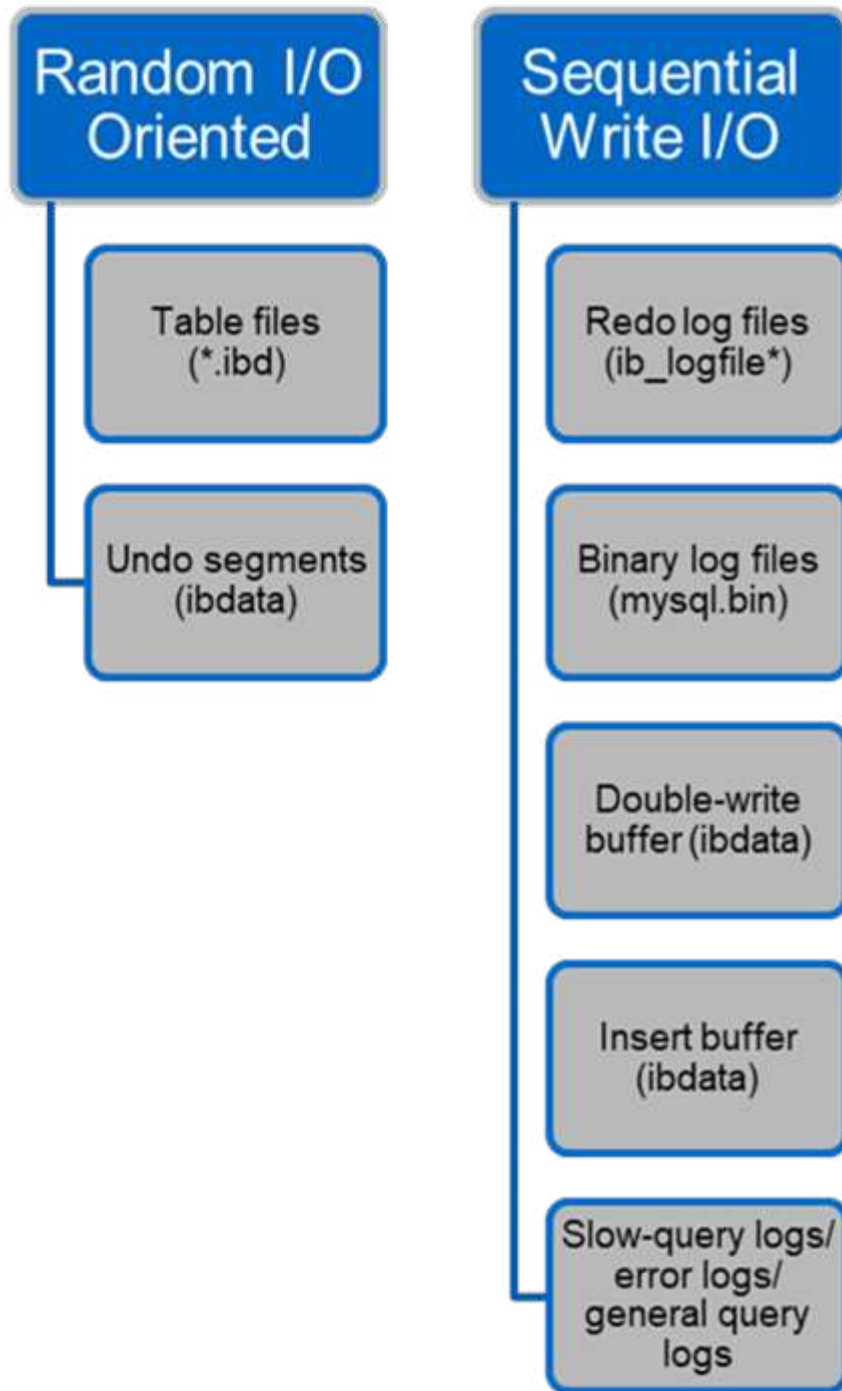 Random I/O
Oriented
Table files
(*.ibd)
Undo segments
(ibdata)
Sequential
Write I/O
Redo log files
(ib_logfile*)
Binary log files
(mysql.bin)
Double-write
buffer (ibdata)
Insert buffer
(ibdata)
Slow-query logs/
error logs/
general query
logs